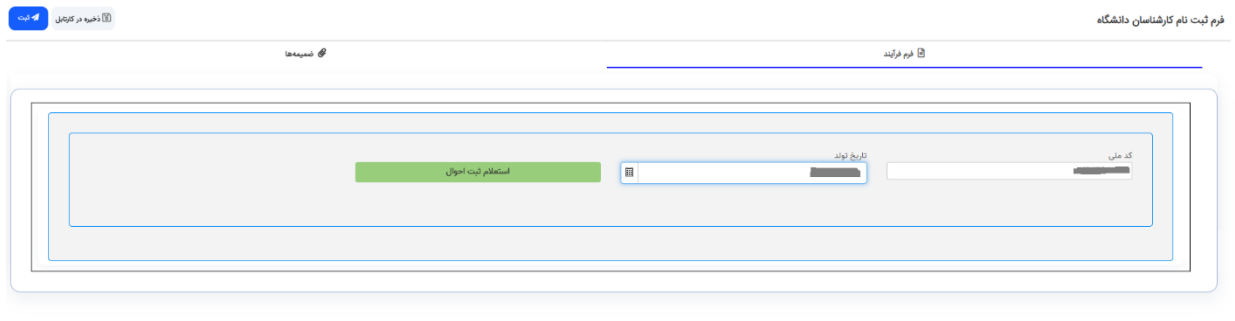 فرم ثبت نام کارشناسان دانشگاه
ذخیره در کارتابل
ثبت
فرم فرآیند
ضمیمه‌ها
کد ملی
تاریخ تولد
استعلام ثبت احوال